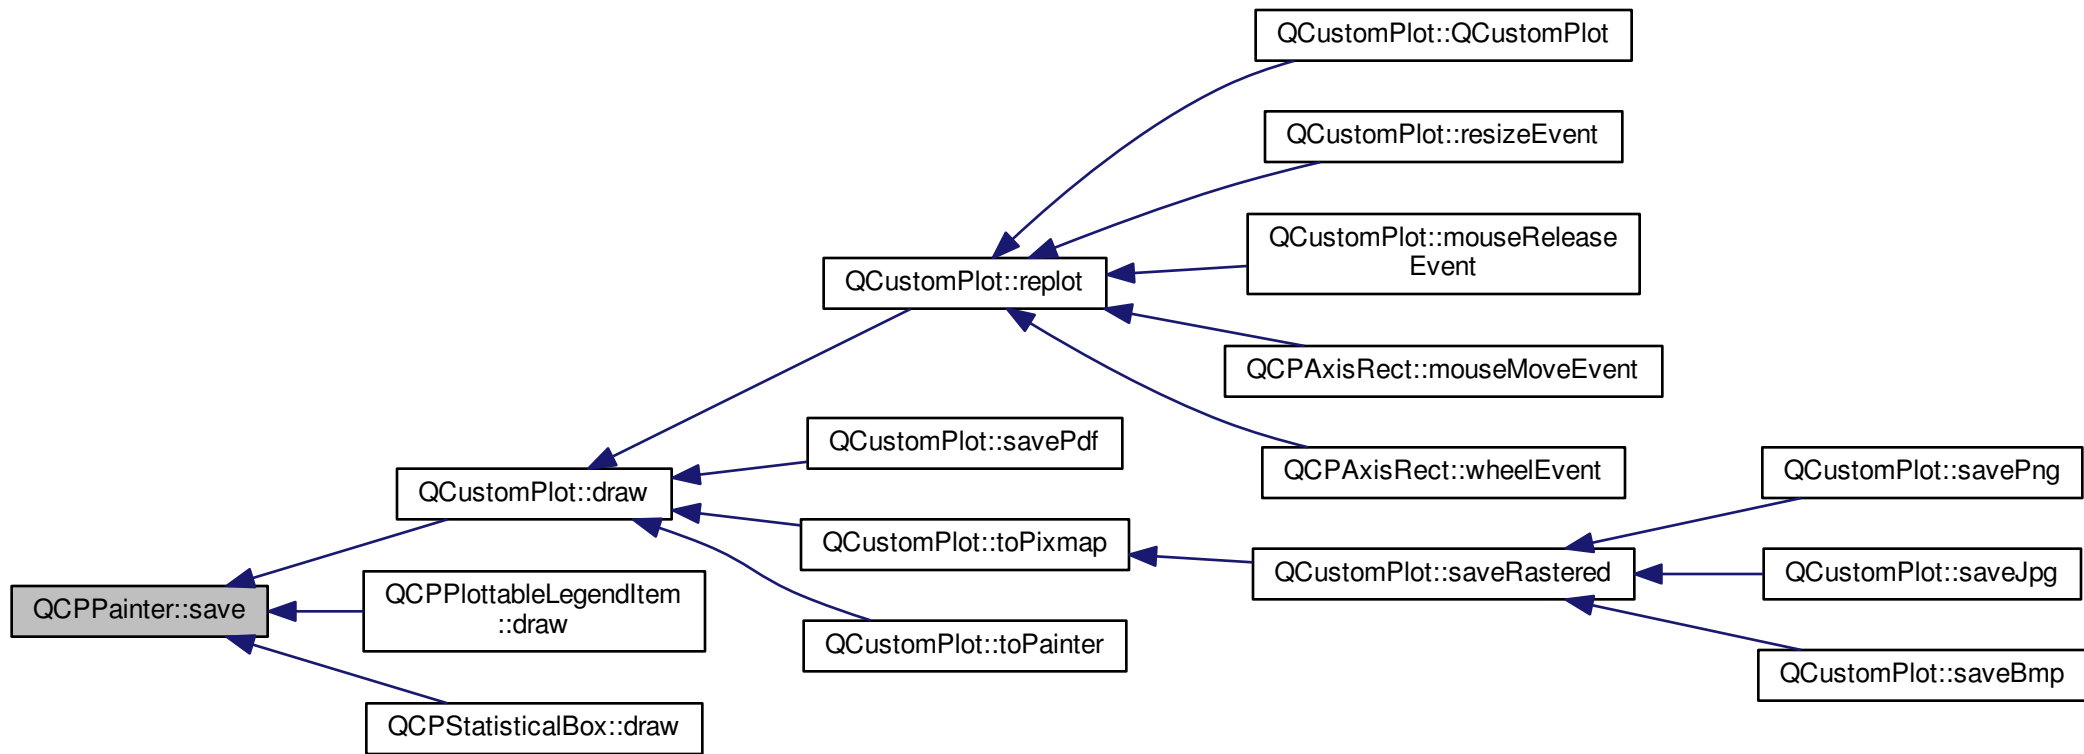 QCustomPlot::QCustomPlot
QCustomPlot::resizeEvent
QCustomPlot::mouseRelease
Event
QCustomPlot::replot
QCPAxisRect::mouseMoveEvent
QCustomPlot::savePdf
QCPAxisRect::wheelEvent
QCustomPlot::savePng
QCustomPlot::draw
QCustomPlot::toPixmap
QCustomPlot::saveRastered
QCustomPlot::saveJpg
QCPPainter::save
QCPPlottableLegendItem
::draw
QCustomPlot::toPainter
QCustomPlot::saveBmp
QCPStatisticalBox::draw